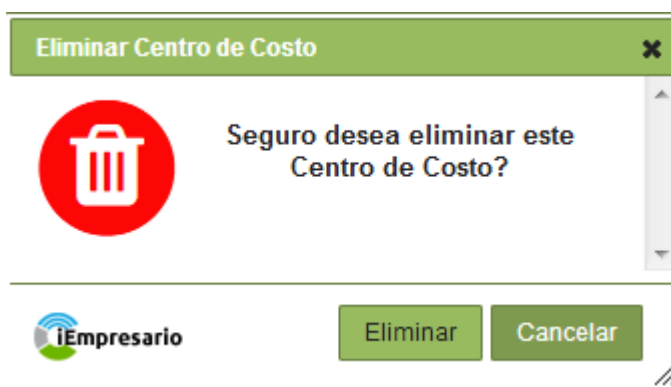 Eliminar Centro de Costo
Seguro desea eliminar este
Centro de Costo?
iEmpresario
Eliminar
Cancelar